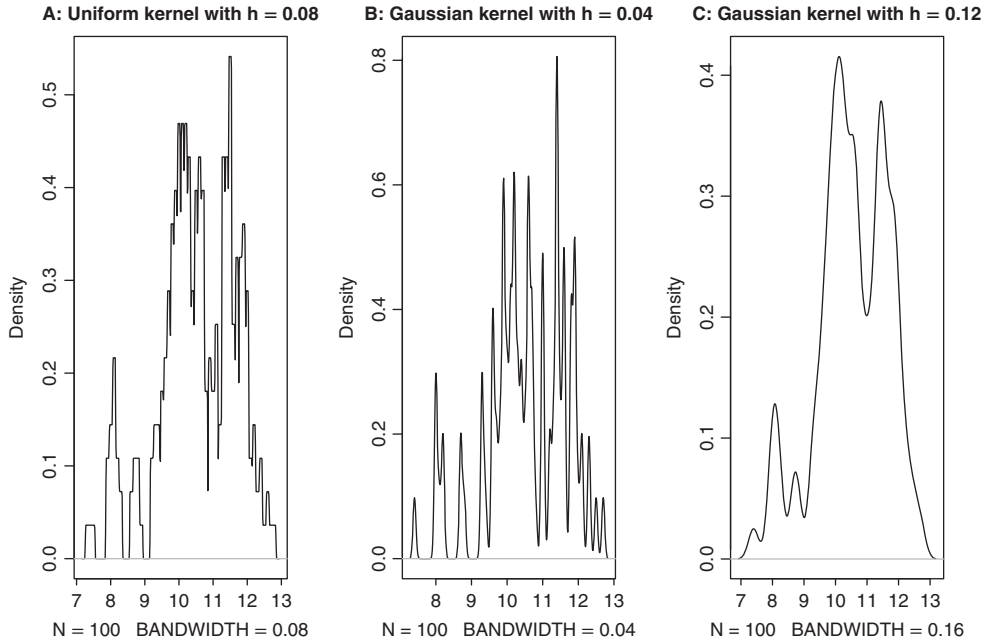 A: Uniform kernel with h = 0.08
Density
0.0 0.1 0.2 0.3 0.4 0.5
7 8 9 10 11 12 13
N = 100 BANDWIDTH = 0.08
B: Gaussian kernel with h = 0.04
Density
0.0 0.2 0.4 0.6 0.8
8 9 10 11 12 13
N = 100 BANDWIDTH = 0.04
C: Gaussian kernel with h = 0.12
Density
0.0 0.1 0.2 0.3 0.4
7 8 9 10 11 12 13
N = 100 BANDWIDTH = 0.16